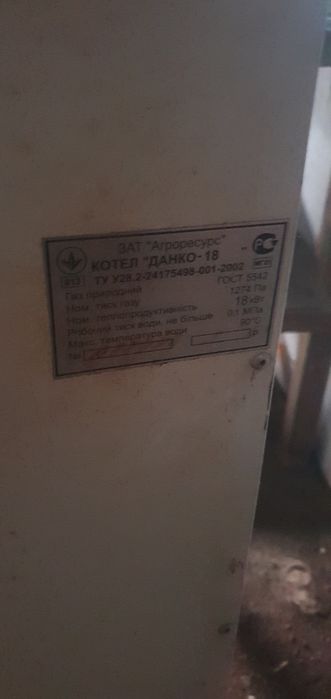 ЗАТ "Агроресурс"
КОТЕЛ "ДАНКО-18"
ТУ У28.2-24175498-001-2002
Газ природний ГОСТ 5542
Ном. тиск газу 1274 Па
Ном. теплопродуктивність 18 кВт
Робочий тиск води, не більше 0,1 МПа
Макс. температура води 90°С
№ р